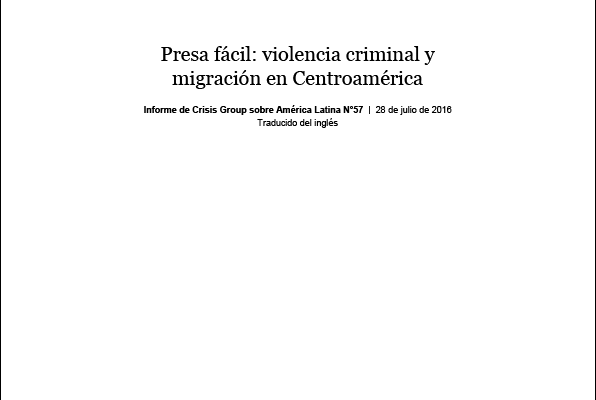 Presa fácil: violencia criminal y
migración en Centroamérica
Informe de Crisis Group sobre América Latina N°57 | 28 de julio de 2016
Traducido del inglés